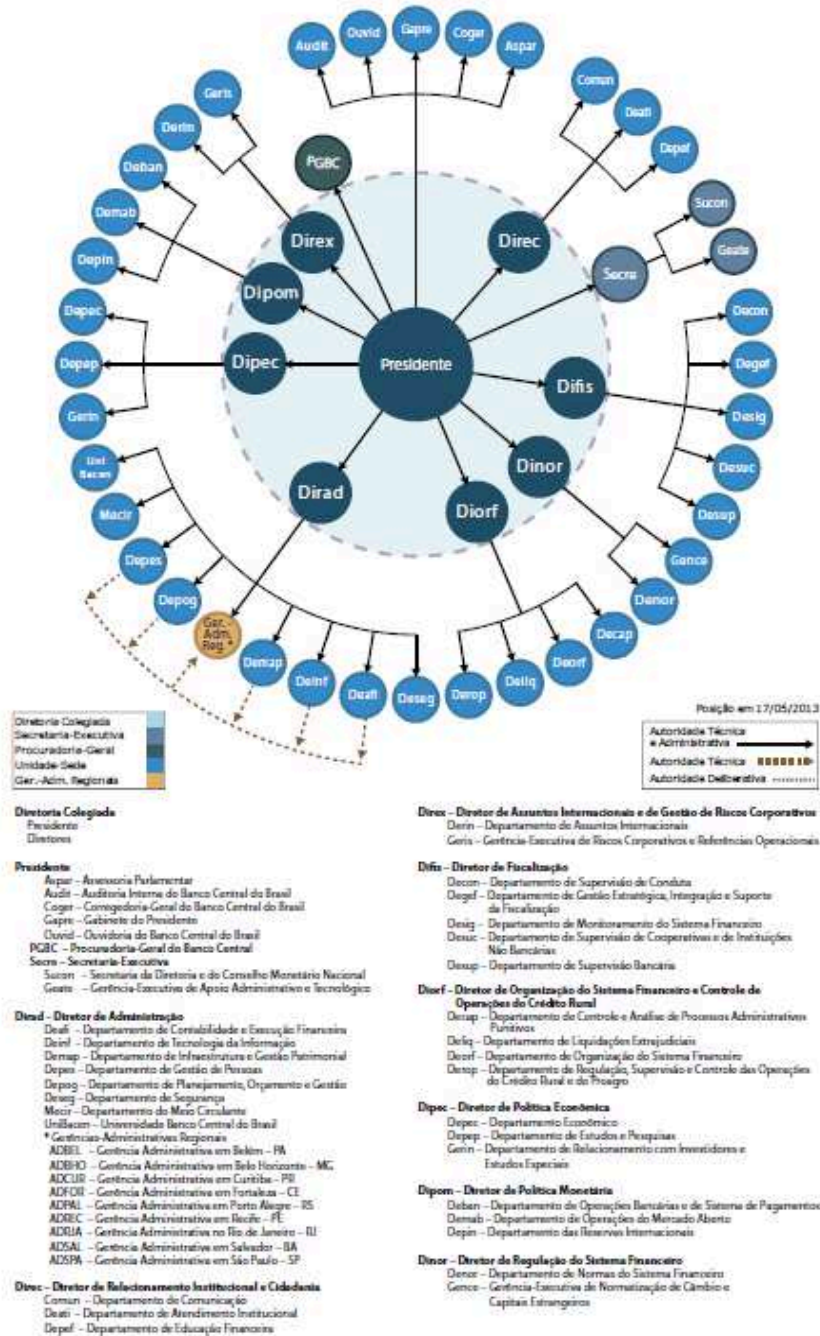 Audit
Ouvid
Gapre
Coger
Aspar
Comun
Deati
Depef
Geris
Derin
Deban
Demab
Depin
PGBC
Sucon
Geate
Secre
Direx
Direc
Dipom
Depec
Depep
Gerin
Dipec
Presidente
Difis
Decon
Degef
Desig
Desuc
Desup
Dirad
Diorf
Dinor
Uni
Bacen
Mecir
Depes
Depog
Ger.-
Adm.
Reg.*
Demap
Deinf
Deafi
Deseg
Derop
Deliq
Deorf
Decap
Denor
Gence
Diretoria Colegiada
Secretaria-Executiva
Procuradoria-Geral
Unidade-Sede
Ger.-Adm. Regionais
Posição em 17/05/2013
Autoridade Técnica
e Administrativa
Autoridade Técnica
Autoridade Deliberativa
Diretoria Colegiada
Presidente
Diretores
Presidente
Aspar – Assessoria Parlamentar
Audit – Auditoria Interna do Banco Central do Brasil
Coger – Corregedoria-Geral do Banco Central do Brasil
Gapre – Gabinete do Presidente
Ouvid – Ouvidoria do Banco Central do Brasil
PGBC – Procuradoria-Geral do Banco Central
Secre – Secretaria-Executiva
Sucon – Secretaria da Diretoria e do Conselho Monetário Nacional
Geate – Gerência-Executiva de Apoio Administrativo e Tecnológico
Dirad – Diretor de Administração
Deafi – Departamento de Contabilidade e Execução Financeira
Deinf – Departamento de Tecnologia da Informação
Demap – Departamento de Infraestrutura e Gestão Patrimonial
Depes – Departamento de Gestão de Pessoas
Depog – Departamento de Planejamento, Orçamento e Gestão
Deseg – Departamento de Segurança
Mecir – Departamento do Meio Circulante
UniBacen – Universidade Banco Central do Brasil
* Gerências-Administrativas Regionais
ADBEL – Gerência Administrativa em Belém – PA
ADBHO – Gerência Administrativa em Belo Horizonte – MG
ADCUR – Gerência Administrativa em Curitiba – PR
ADFOR – Gerência Administrativa em Fortaleza – CE
ADPAL – Gerência Administrativa em Porto Alegre – RS
ADREC – Gerência Administrativa em Recife – PE
ADRJA – Gerência Administrativa no Rio de Janeiro – RJ
ADSAL – Gerência Administrativa em Salvador – BA
ADSPA – Gerência Administrativa em São Paulo – SP
Direc – Diretor de Relacionamento Institucional e Cidadania
Comun – Departamento de Comunicação
Deati – Departamento de Atendimento Institucional
Depef – Departamento de Educação Financeira
Direx – Diretor de Assuntos Internacionais e de Gestão de Riscos Corporativos
Derin – Departamento de Assuntos Internacionais
Geris – Gerência-Executiva de Riscos Corporativos e Referências Operacionais
Difis – Diretor de Fiscalização
Decon – Departamento de Supervisão de Conduta
Degef – Departamento de Gestão Estratégica, Integração e Suporte
da Fiscalização
Desig – Departamento de Monitoramento do Sistema Financeiro
Desuc – Departamento de Supervisão de Cooperativas e de Instituições
Não Bancárias
Desup – Departamento de Supervisão Bancária
Diorf – Diretor de Organização do Sistema Financeiro e Controle de
Operações do Crédito Rural
Decap – Departamento de Controle e Análise de Processos Administrativos
Punitivos
Deliq – Departamento de Liquidações Extrajudiciais
Deorf – Departamento de Organização do Sistema Financeiro
Derop – Departamento de Regulação, Supervisão e Controle das Operações
do Crédito Rural e do Proagro
Dipec – Diretor de Política Econômica
Depec – Departamento Econômico
Depep – Departamento de Estudos e Pesquisas
Gerin – Departamento de Relacionamento com Investidores e
Estudos Especiais
Dipom – Diretor de Política Monetária
Deban – Departamento de Operações Bancárias e de Sistema de Pagamentos
Demab – Departamento de Operações do Mercado Aberto
Depin – Departamento das Reservas Internacionais
Dinor – Diretor de Regulação do Sistema Financeiro
Denor – Departamento de Normas do Sistema Financeiro
Gence – Gerência-Executiva de Normatização de Câmbio e
Capitais Estrangeiros